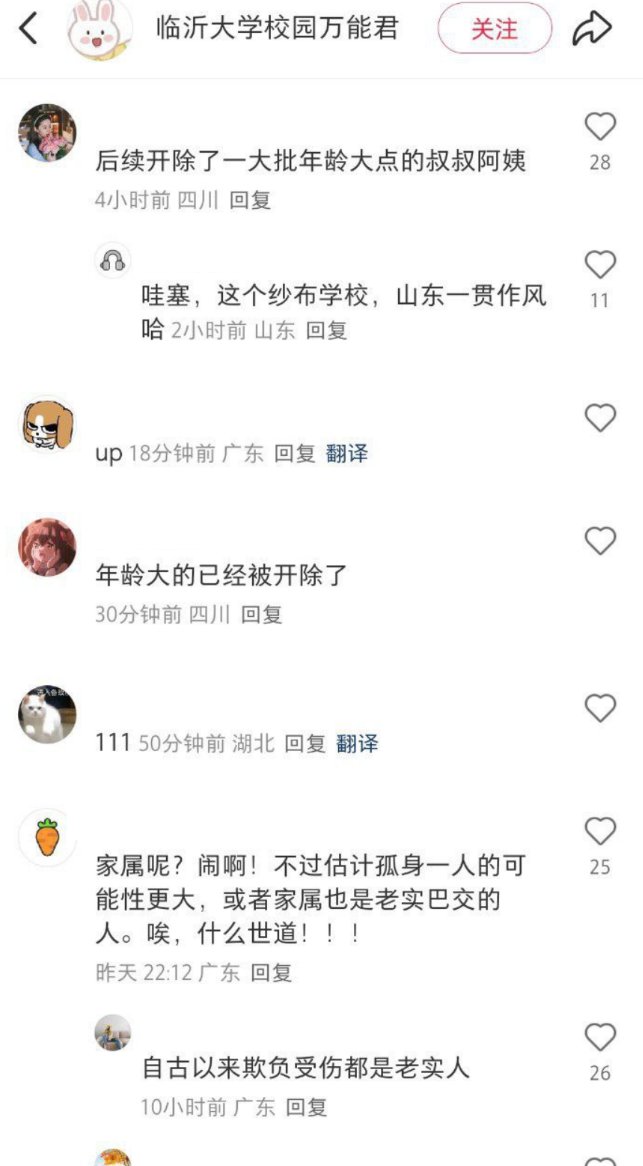 临沂大学校园万能君
关注
后续开除了一大批年龄大点的叔叔阿姨
28
4小时前 四川 回复
哇塞，这个纱布学校，山东一贯作风
11
哈 2小时前 山东 回复
up 18分钟前 广东 回复 翻译
年龄大的已经被开除了
30分钟前 四川 回复
111 50分钟前 湖北 回复 翻译
家属呢？闹啊！不过估计孤身一人的可
25
能性更大，或者家属也是老实巴交的
人。唉，什么世道！！！
昨天 22:12 广东 回复
自古以来欺负受伤都是老实人
26
10小时前 广东 回复